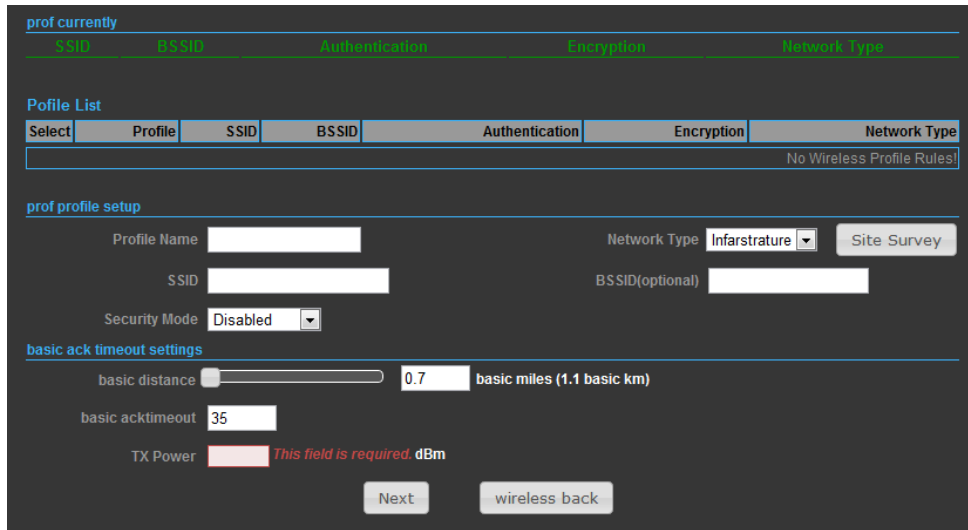 prof currently
SSID BSSID Authentication Encryption Network Type
Pofile List
Select Profile SSID BSSID Authentication Encryption Network Type
No Wireless Profile Rules!
prof profile setup
Profile Name Network Type Infarstrature Site Survey
SSID BSSID(optional)
Security Mode Disabled
basic ack timeout settings
basic distance 0.7 basic miles (1.1 basic km)
basic acktimeout 35
TX Power This field is required. dBm
Next wireless back